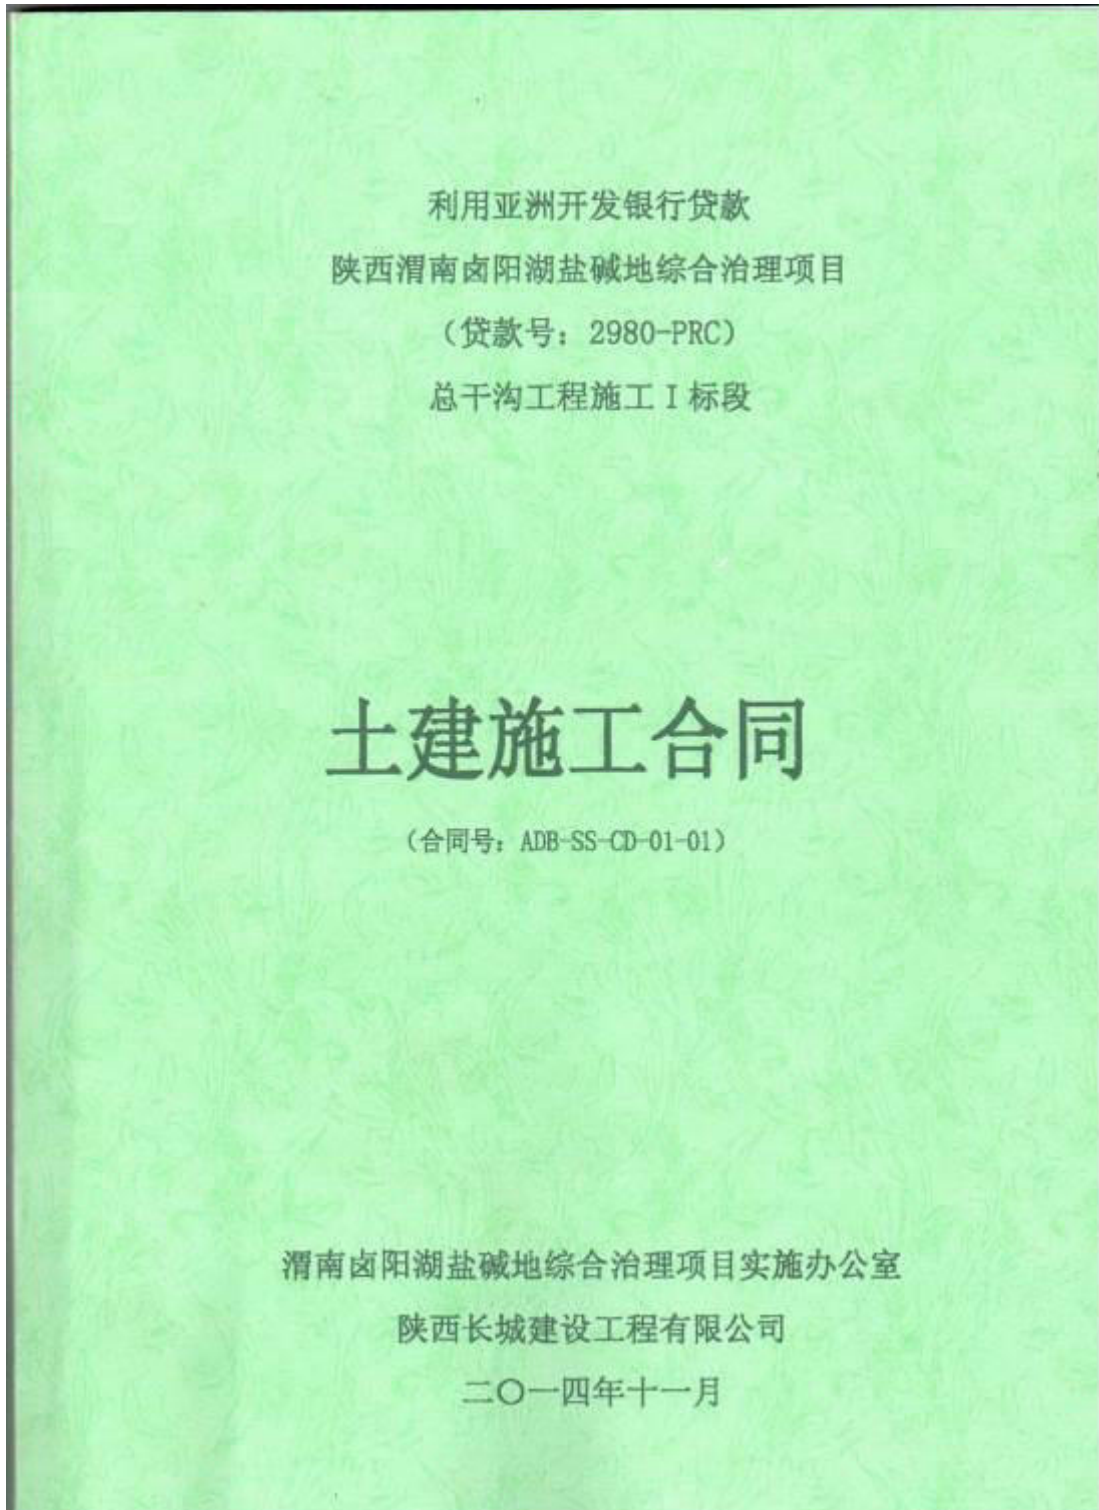 利用亚洲开发银行贷款
陕西渭南卤阳湖盐碱地综合治理项目
（贷款号：2980-PRC）
总干沟工程施工 I 标段
土建施工合同
（合同号：ADB-SS-CD-01-01）
渭南卤阳湖盐碱地综合治理项目实施办公室
陕西长城建设工程有限公司
二〇一四年十一月